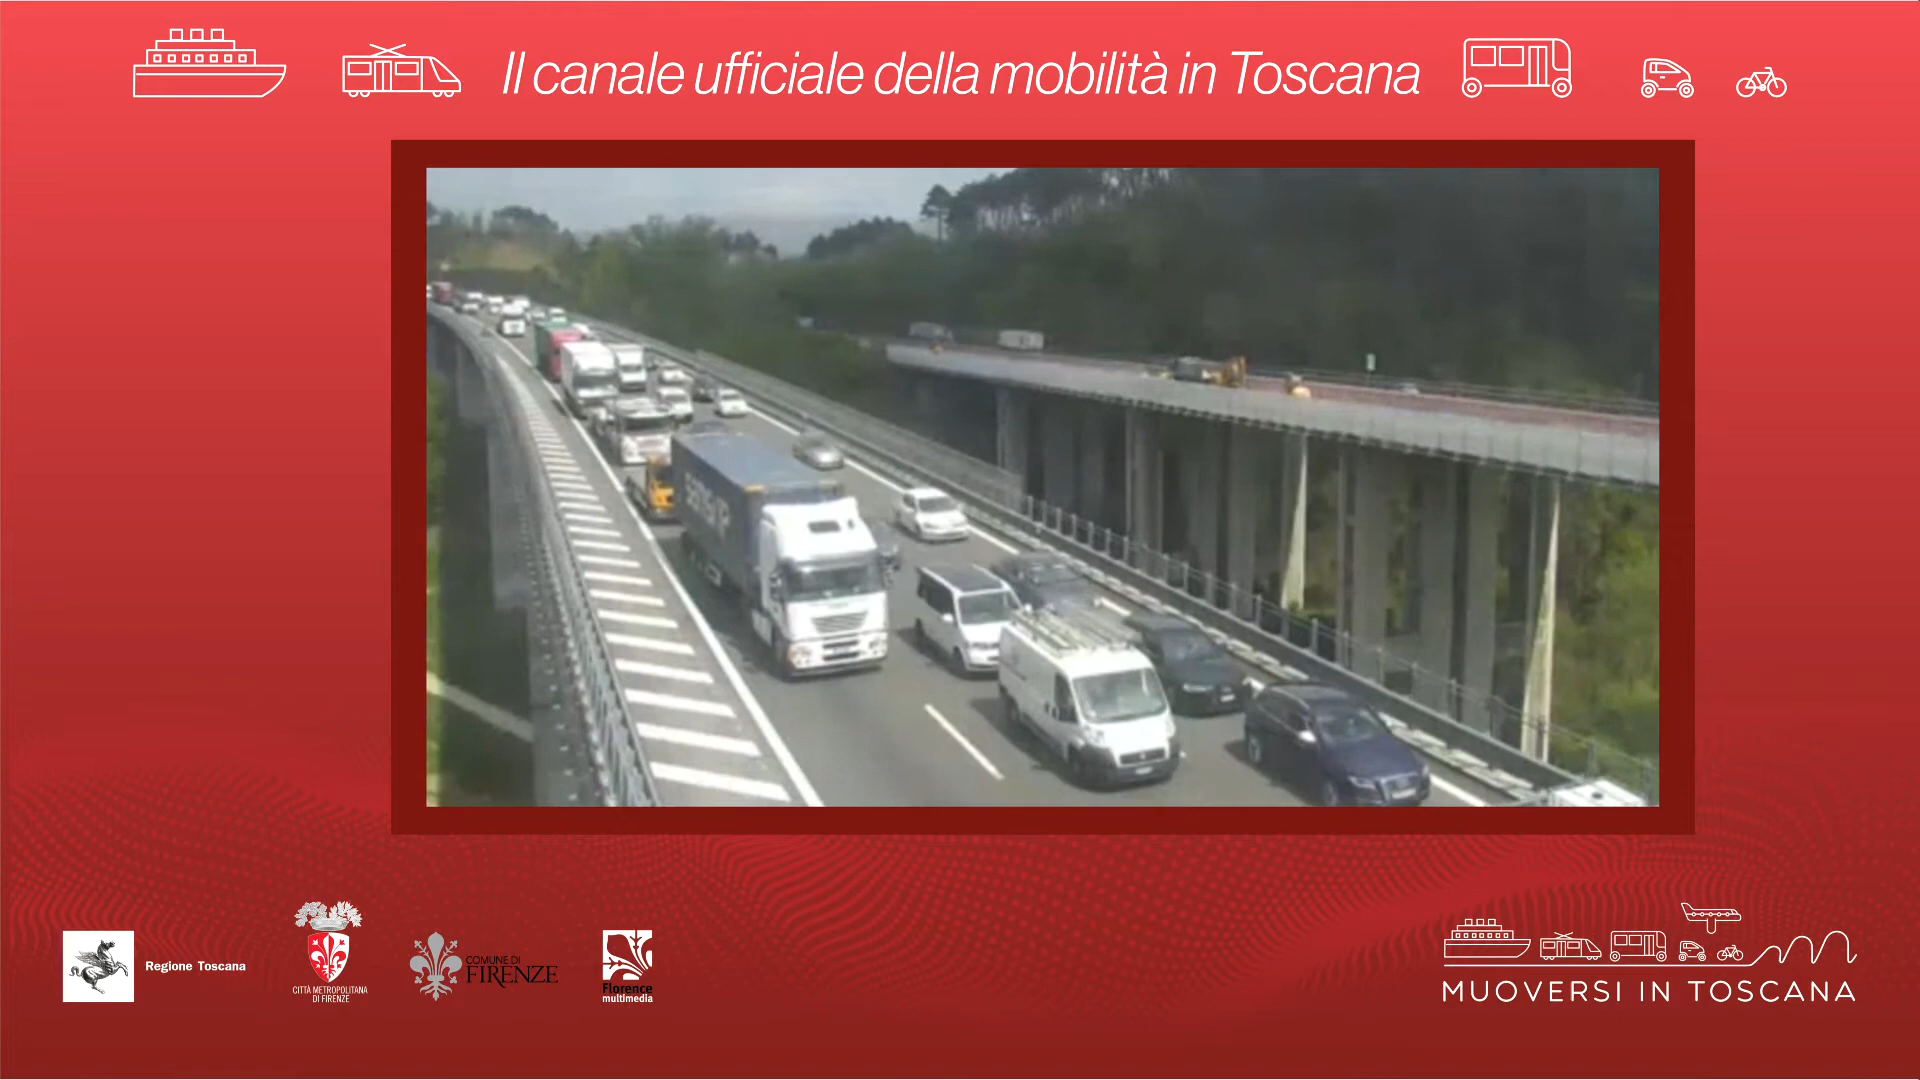 Il canale ufficiale della mobilità in Toscana
Regione Toscana
CITTÀ METROPOLITANA
DI FIRENZE
COMUNE DI
FIRENZE
Florence
multimedia
MUOVERSI IN TOSCANA